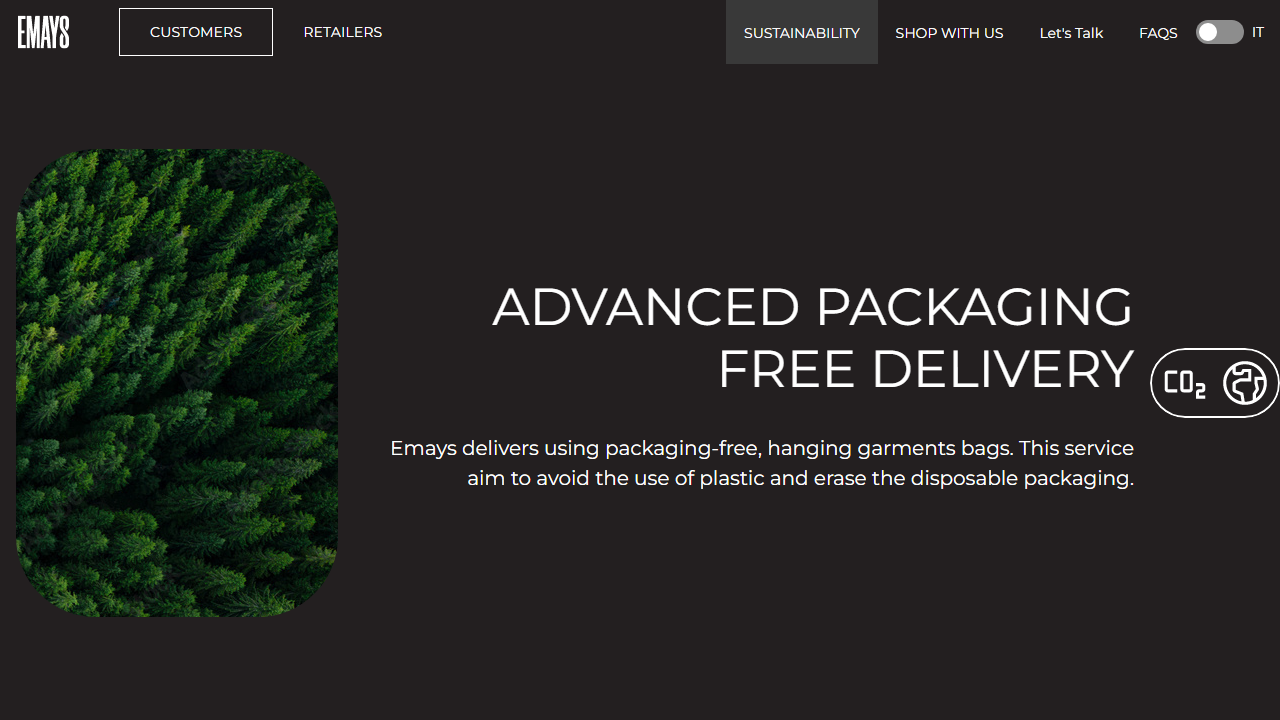 EMAYS
CUSTOMERS
RETAILERS
SUSTAINABILITY
SHOP WITH US
Let's Talk
FAQS
IT
ADVANCED PACKAGING
FREE DELIVERY
CO2
Emays delivers using packaging-free, hanging garments bags. This service
aim to avoid the use of plastic and erase the disposable packaging.